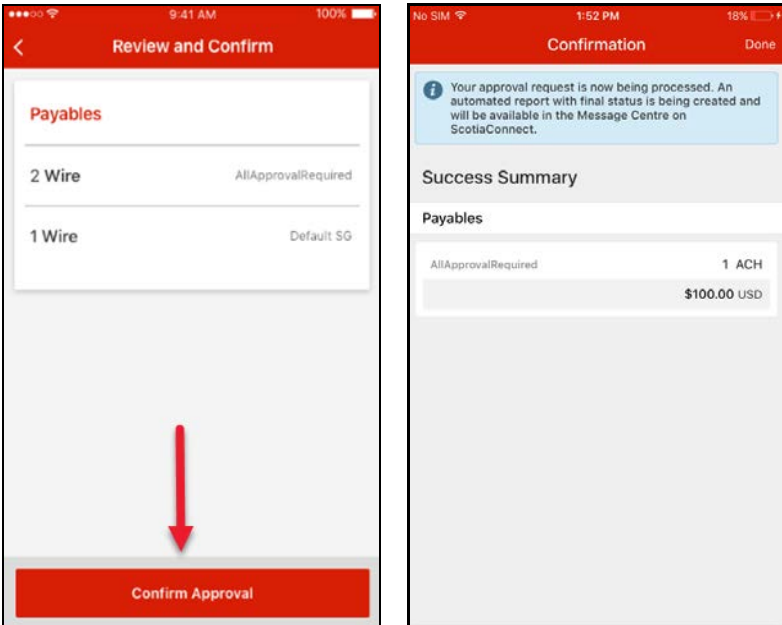 9:41 AM 100%
Review and Confirm
Payables
2 Wire AllApprovalRequired
1 Wire Default SG
Confirm Approval
No SIM 1:52 PM 18%
Confirmation Done
Your approval request is now being processed. An
automated report with final status is being created and
will be available in the Message Centre on
ScotiaConnect.
Success Summary
Payables
AllApprovalRequired 1 ACH
$100.00 USD